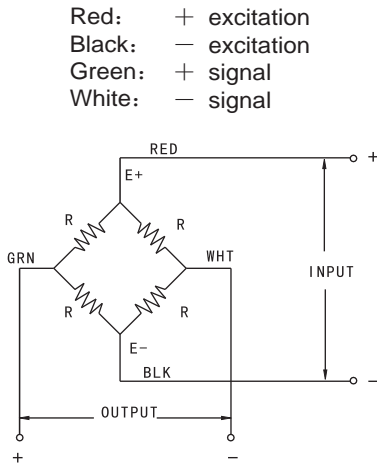 Red： + excitation
Black： − excitation
Green： + signal
White： − signal
RED
+
E+
R
R
GRN
WHT
INPUT
R
R
E−
BLK
−
OUTPUT
+
−